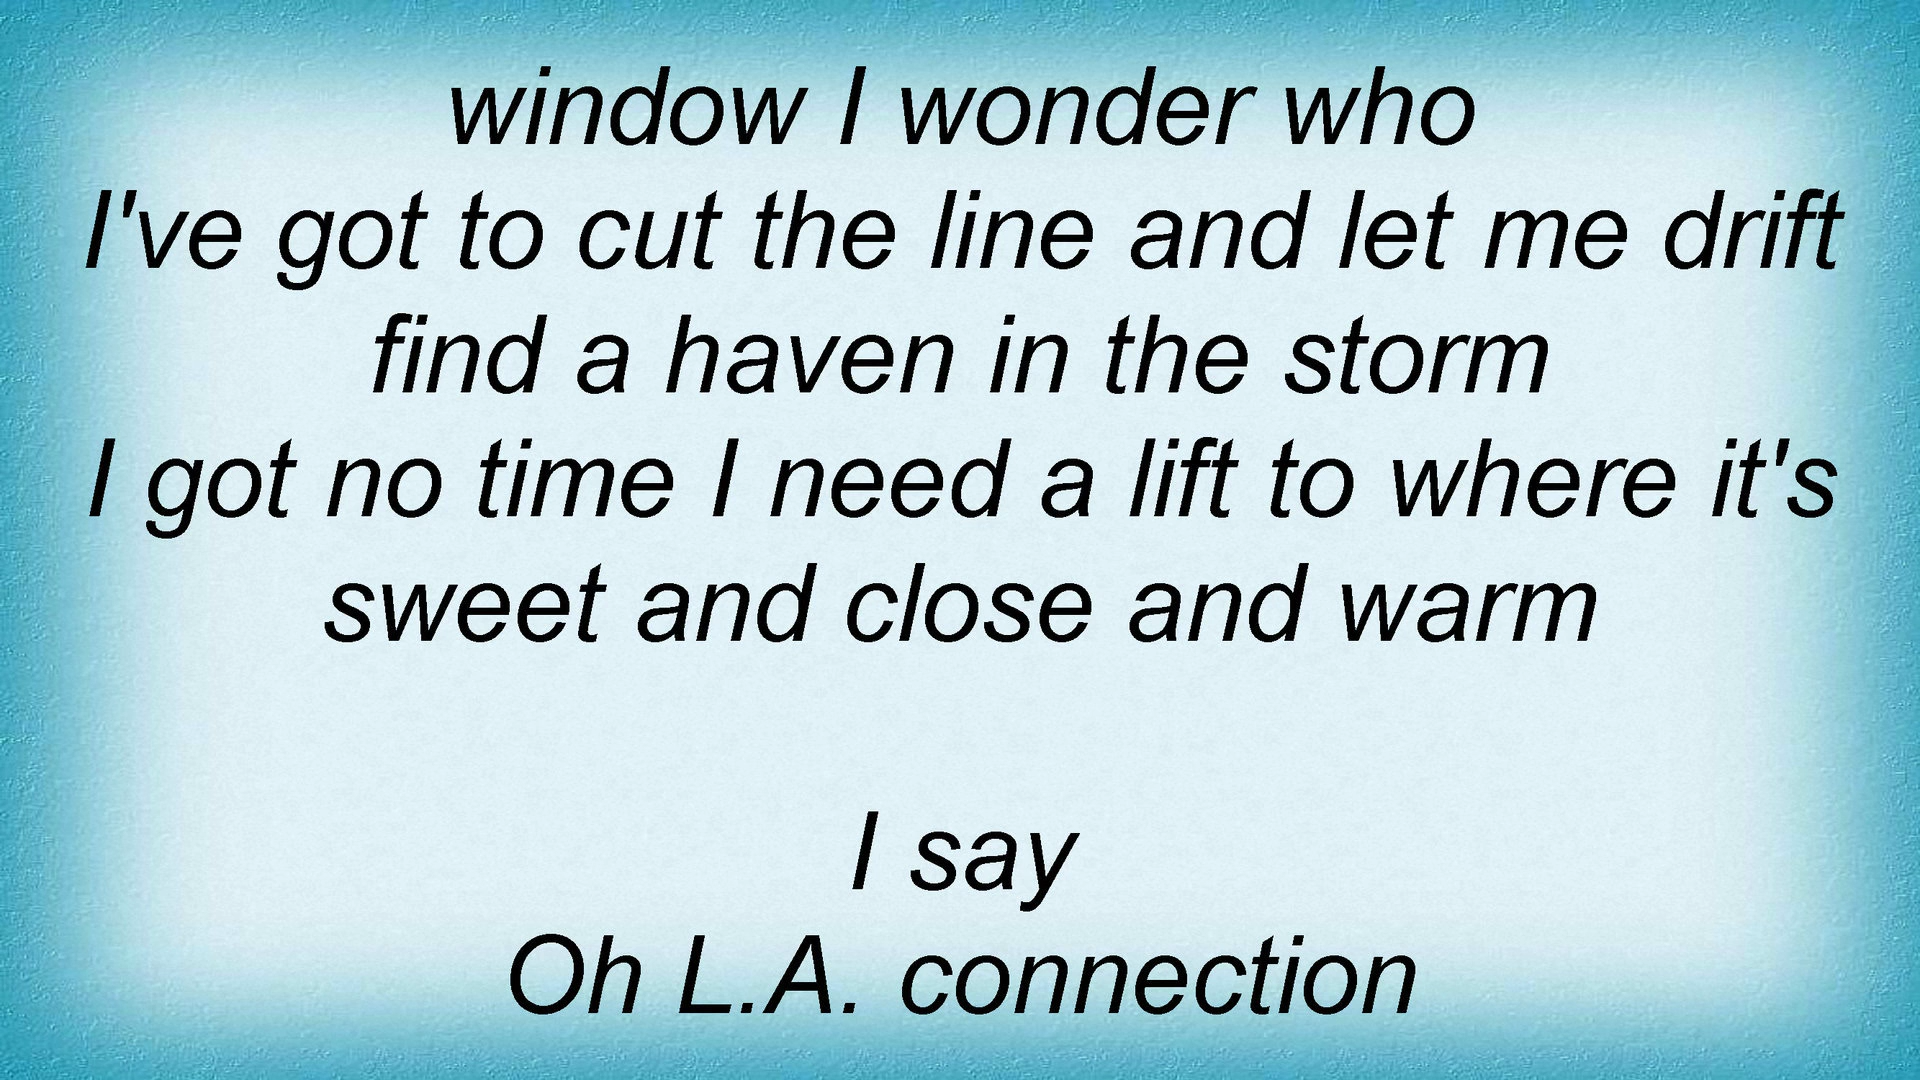 window I wonder who
I've got to cut the line and let me drift
find a haven in the storm
I got no time I need a lift to where it's
sweet and close and warm
I say
Oh L.A. connection